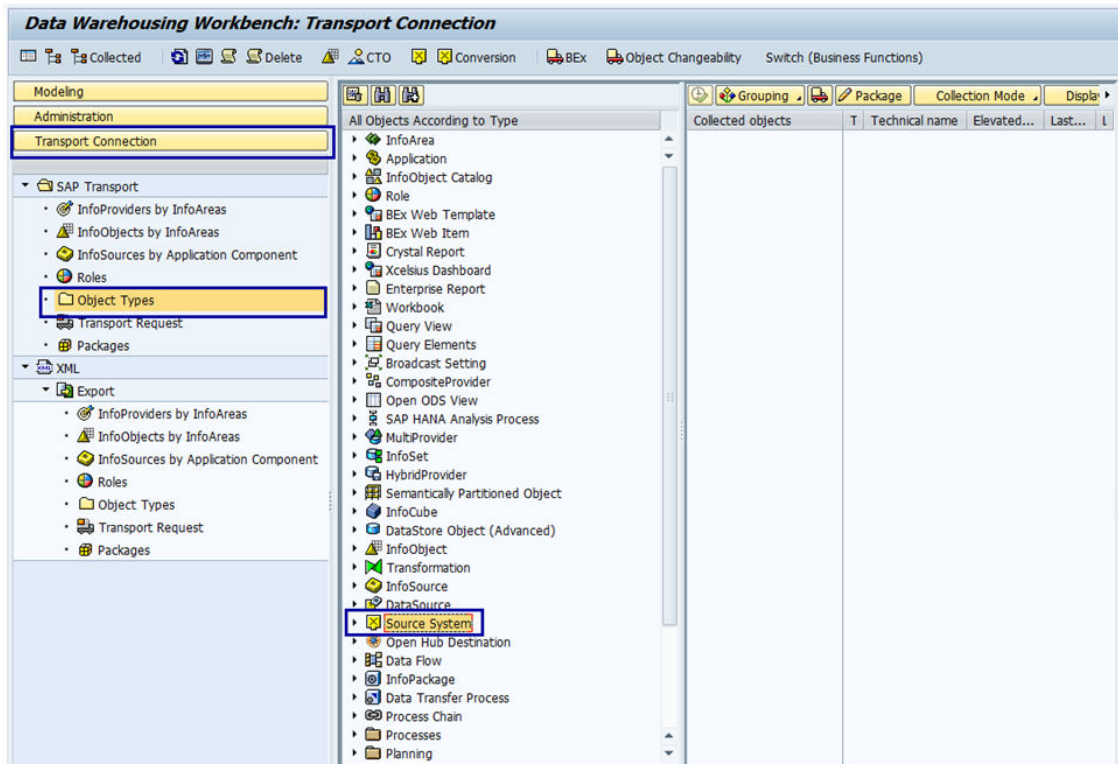 Data Warehousing Workbench: Transport Connection
Collected Delete CTO Conversion BEx Object Changeability Switch (Business Functions)
Modeling
Administration
Transport Connection
SAP Transport
InfoProviders by InfoAreas
InfoObjects by InfoAreas
InfoSources by Application Component
Roles
Object Types
Transport Request
Packages
XML
Export
InfoProviders by InfoAreas
InfoObjects by InfoAreas
InfoSources by Application Component
Roles
Object Types
Transport Request
Packages
All Objects According to Type
InfoArea
Application
InfoObject Catalog
Role
BEx Web Template
BEx Web Item
Crystal Report
Xcelsius Dashboard
Enterprise Report
Workbook
Query View
Query Elements
Broadcast Setting
CompositeProvider
Open ODS View
SAP HANA Analysis Process
MultiProvider
InfoSet
HybridProvider
Semantically Partitioned Object
InfoCube
DataStore Object (Advanced)
InfoObject
Transformation
InfoSource
DataSource
Source System
Open Hub Destination
Data Flow
InfoPackage
Data Transfer Process
Process Chain
Processes
Planning
Grouping Package Collection Mode Displa
Collected objects T Technical name Elevated... Last... L